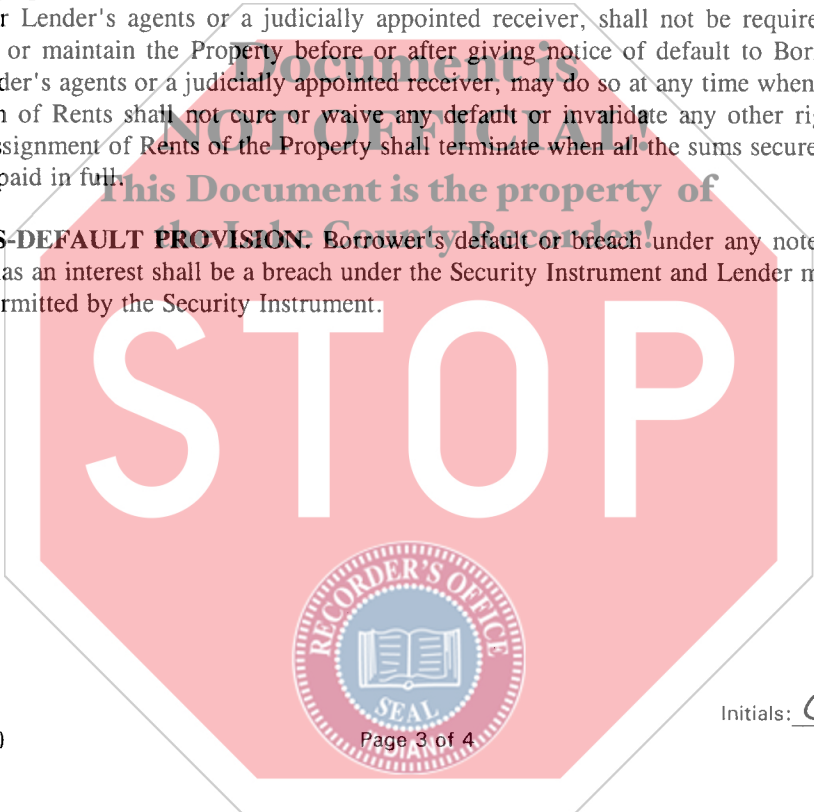 r Lender's agents or a judicially appointed receiver, shall not be require
or maintain the Property before or after giving notice of default to Bor
der's agents or a judicially appointed receiver, may do so at any time when
n of Rents shall not cure or waive any default or invalidate any other rig
ssignment of Rents of the Property shall terminate when all the sums secure
paid in full.
Document is
NOT OFFICIAL!
This Document is the property of
the Lake County Recorder!
S-DEFAULT PROVISION. Borrower's default or breach under any note
as an interest shall be a breach under the Security Instrument and Lender m
rmitted by the Security Instrument.
STOP
RECORDER'S OFFICE
SEAL
INDIANA
Initials:
)
Page 3 of 4